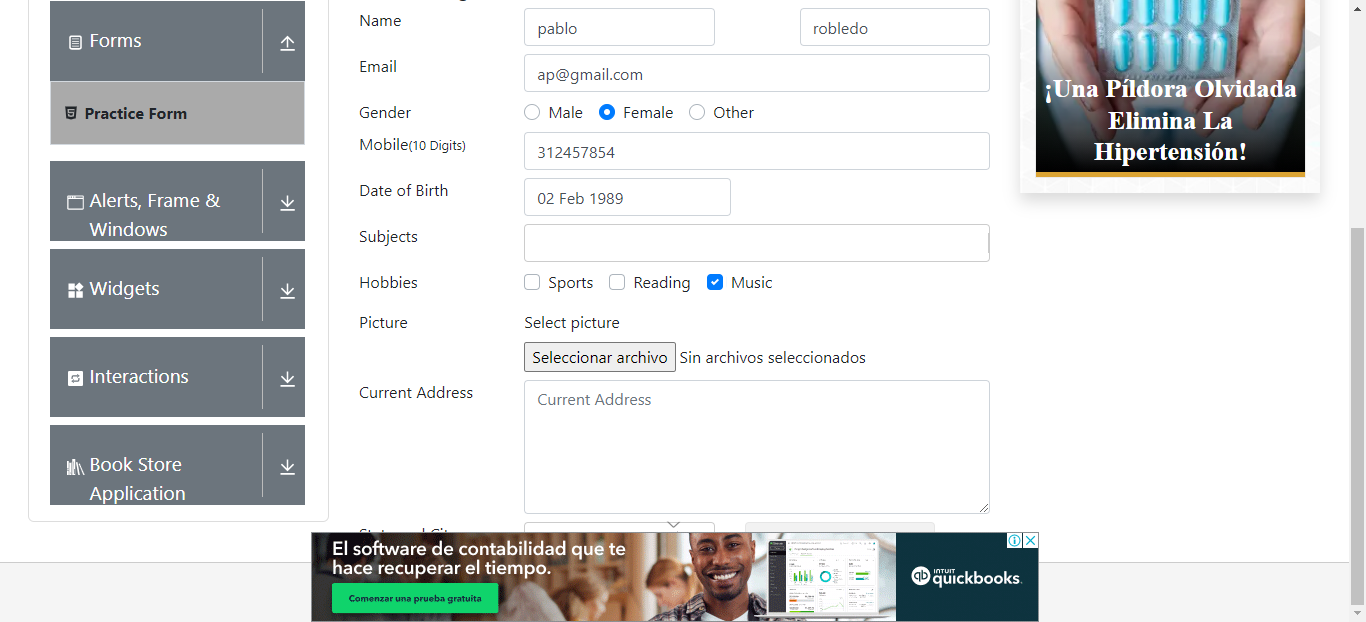 Forms
Practice Form
Alerts, Frame &
Windows
Widgets
Interactions
Book Store
Application
Name
pablo
robledo
Email
ap@gmail.com
Gender
Male
Female
Other
Mobile(10 Digits)
312457854
Date of Birth
02 Feb 1989
Subjects
Hobbies
Sports
Reading
Music
Picture
Select picture
Seleccionar archivo Sin archivos seleccionados
Current Address
Current Address
¡Una Píldora Olvidada
Elimina La
Hipertensión!
El software de contabilidad que te
hace recuperar el tiempo.
Comenzar una prueba gratuita
INTUIT
quickbooks